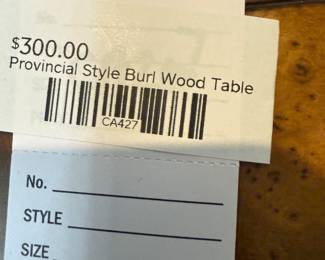 $300.00
Provincial Style Burl Wood Table
CA427
No.
STYLE
SIZE